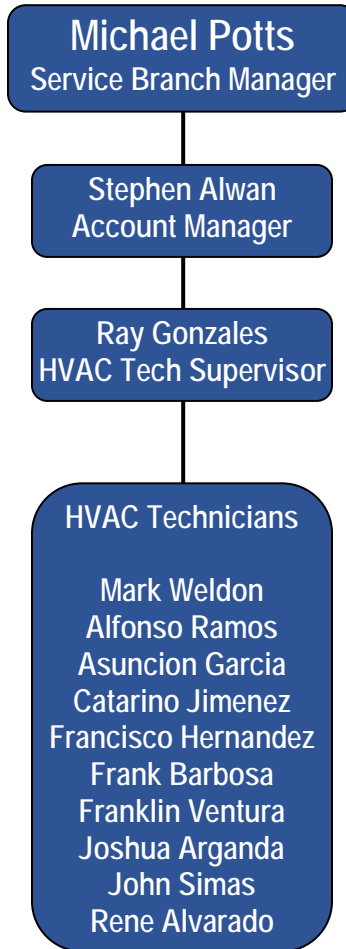 Michael Potts
Service Branch Manager
Stephen Alwan
Account Manager
Ray Gonzales
HVAC Tech Supervisor
HVAC Technicians
Mark Weldon
Alfonso Ramos
Asuncion Garcia
Catarino Jimenez
Francisco Hernandez
Frank Barbosa
Franklin Ventura
Joshua Arganda
John Simas
Rene Alvarado